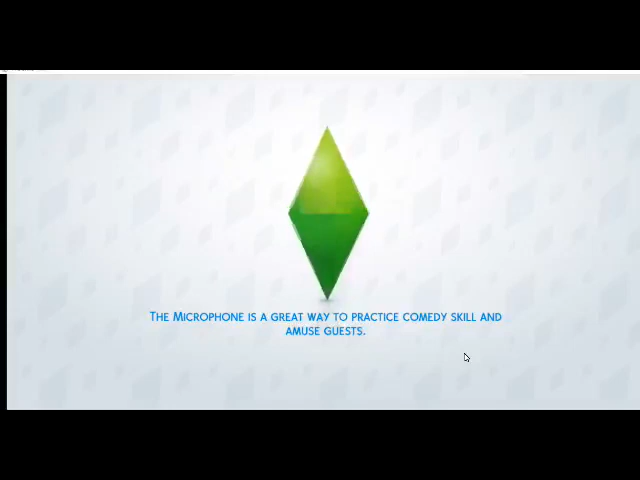 The Microphone is a great way to practice comedy skill and
amuse guests.